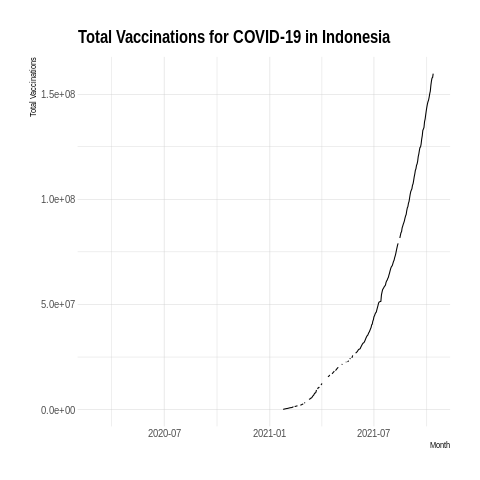 Total Vaccinations for COVID-19 in Indonesia
Total Vaccinations
1.5e+08
1.0e+08
5.0e+07
0.0e+00
2020-07 2021-01 2021-07
Month